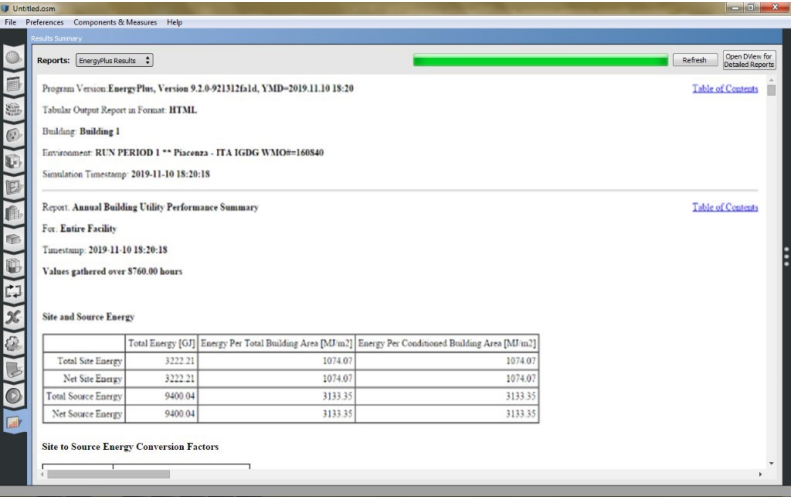 Untitled.osm
File Preferences Components & Measures Help
Results Summary
Reports: EnergyPlus Results Refresh Open DView for Detailed Reports
Program Version:EnergyPlus, Version 9.2.0-921312fa1d, YMD=2019.11.10 18:20 Table of Contents
Tabular Output Report in Format: HTML
Building: Building 1
Environment: RUN PERIOD 1 ** Piacenza - ITA IGDG WMO#=160840
Simulation Timestamp: 2019-11-10 18:20:18
Report: Annual Building Utility Performance Summary Table of Contents
For: Entire Facility
Timestamp: 2019-11-10 18:20:18
Values gathered over 8760.00 hours
Site and Source Energy
Total Energy [GJ] Energy Per Total Building Area [MJ/m2] Energy Per Conditioned Building Area [MJ/m2]
Total Site Energy 3222.21 1074.07 1074.07
Net Site Energy 3222.21 1074.07 1074.07
Total Source Energy 9400.04 3133.35 3133.35
Net Source Energy 9400.04 3133.35 3133.35
Site to Source Energy Conversion Factors